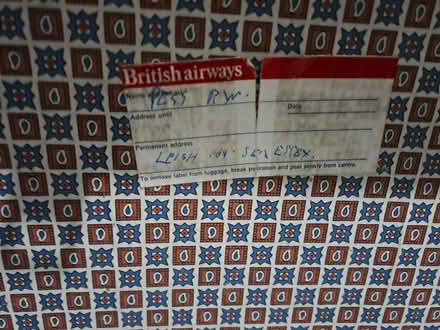 British airways
Name PEGG R.W.
Address until
Date
Permanent address
LEIGH. ON. SEA ESSEX.
To remove label from luggage, break perforation and peel slowly from centre.